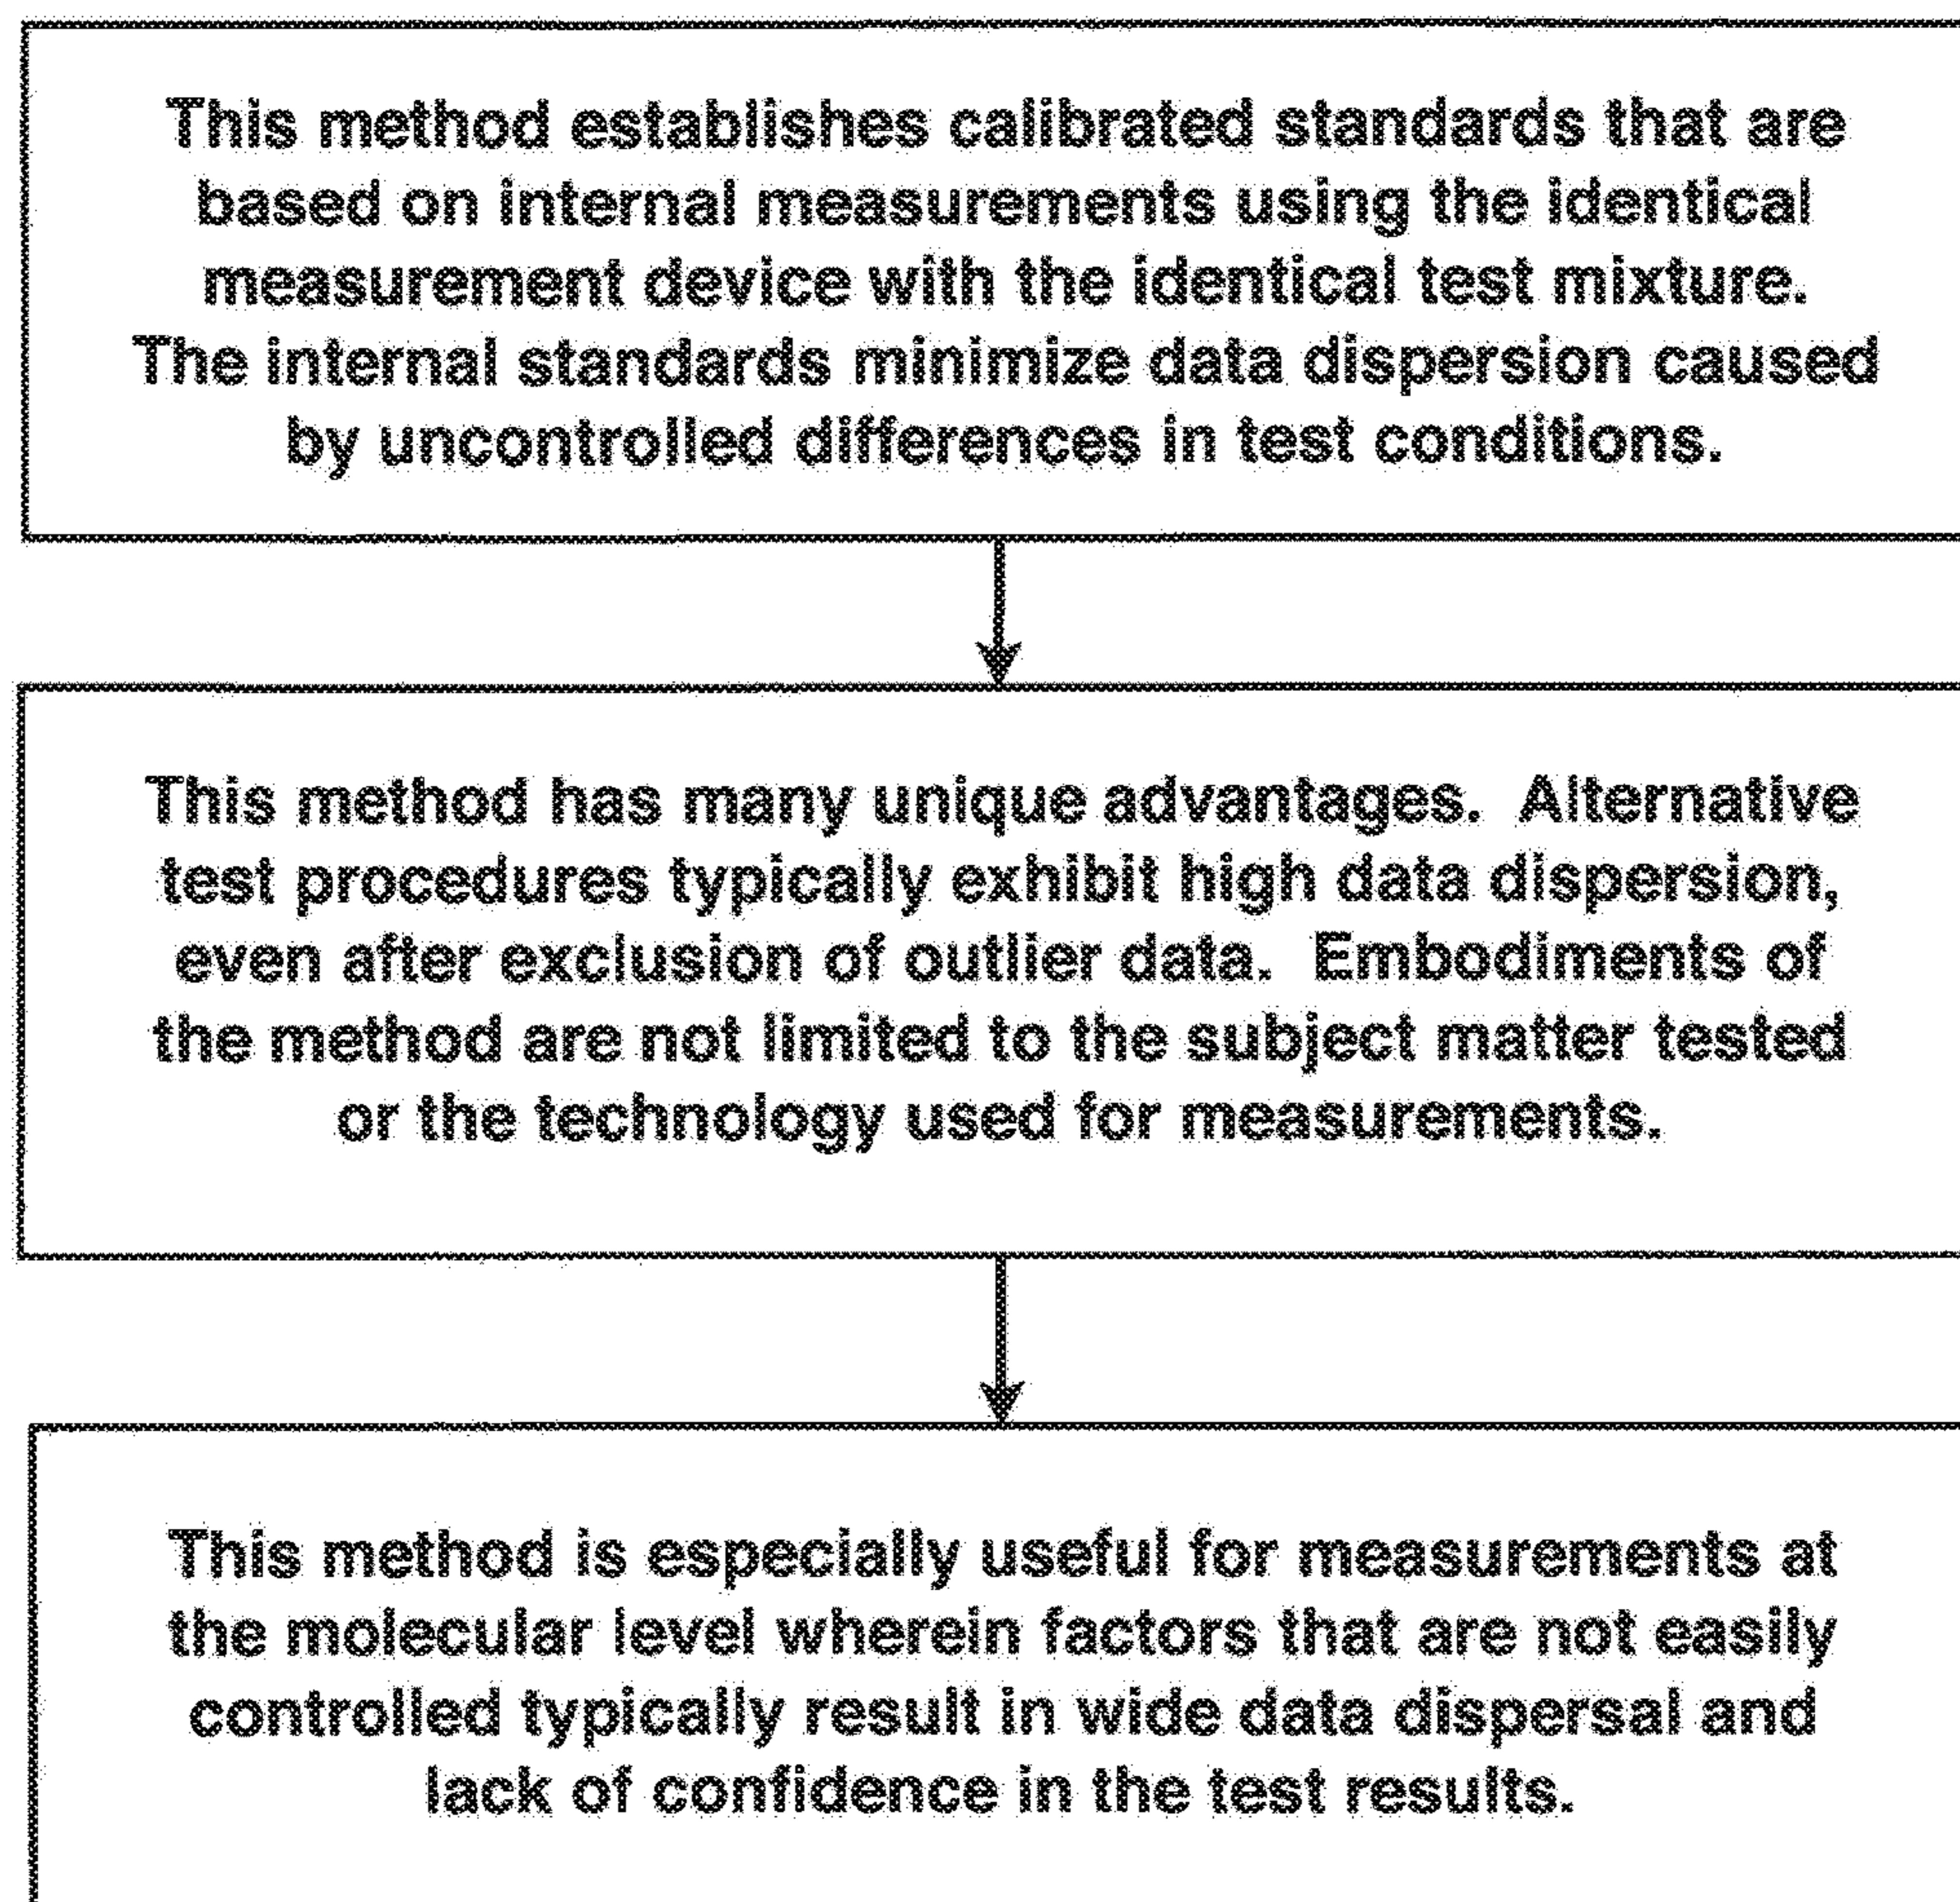 This method establishes calibrated standards that are
based on internal measurements using the identical
measurement device with the identical test mixture.
The internal standards minimize data dispersion caused
by uncontrolled differences in test conditions.
This method has many unique advantages.  Alternative
test procedures typically exhibit high data dispersion,
even after exclusion of outlier data.  Embodiments of
the method are not limited to the subject matter tested
or the technology used for measurements.
This method is especially useful for measurements at
the molecular level wherein factors that are not easily
controlled typically result in wide data dispersal and
lack of confidence in the test results.